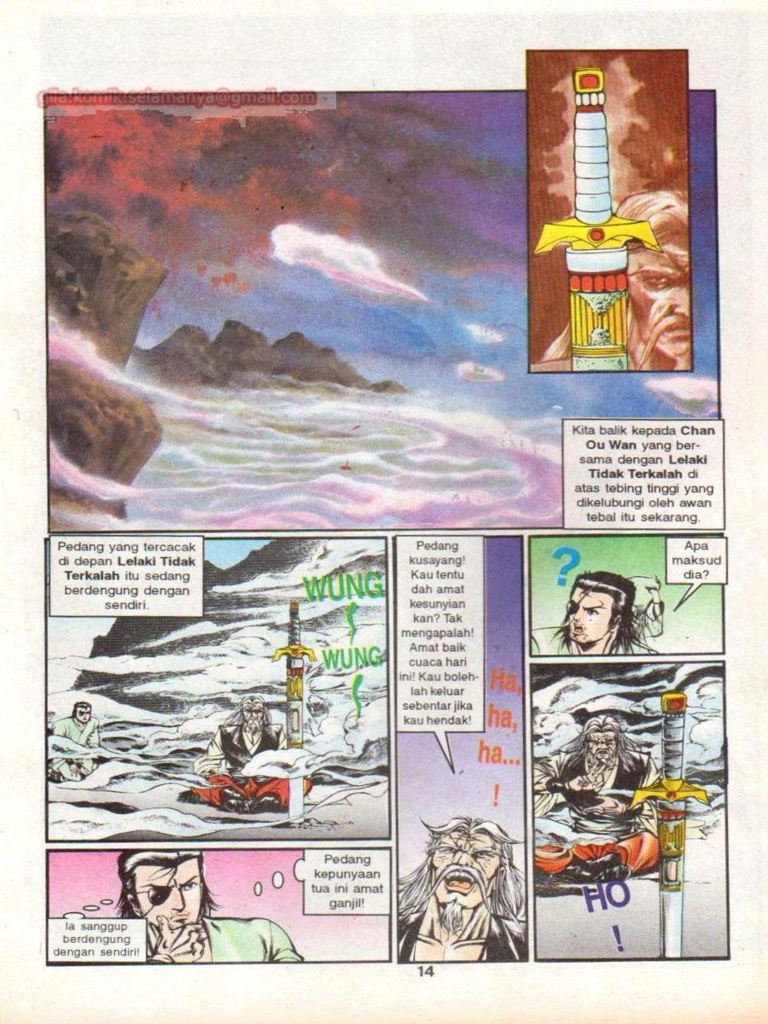 gila.komik.selamanya@gmail.com
Kita balik kepada Chan
Ou Wan yang ber-
sama dengan Lelaki
Tidak Terkalah di
atas tebing tinggi yang
dikelubungi oleh awan
tebal itu sekarang.
Pedang yang tercacak
di depan Lelaki Tidak
Terkalah itu sedang
berdengung dengan
sendiri.
WUNG
WUNG
Pedang
kusayang!
Kau tentu
dah amat
kesunyian
kan? Tak
mengapalah!
Amat baik
cuaca hari
ini! Kau boleh-
lah keluar
sebentar jika
kau hendak!
Ha,
ha,
ha...
!
?
Apa
maksud
dia?
HO
!
Pedang
kepunyaan
tua ini amat
ganjil!
Ia sanggup
berdengung
dengan sendiri!
14